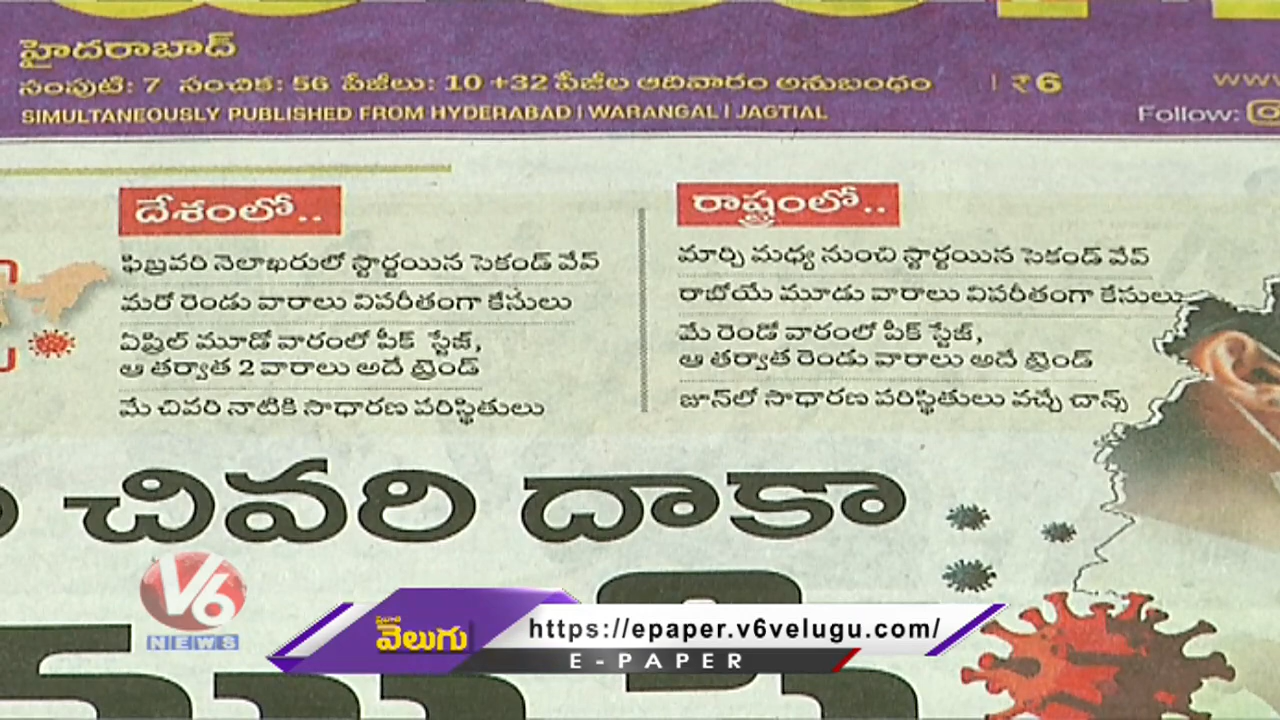 హైదరాబాద్
సంపుటి: 7 సంచిక: 56 పేజీలు: 10 +32 పేజీల ఆదివారం అనుబంధం | ₹6
SIMULTANEOUSLY PUBLISHED FROM HYDERABAD | WARANGAL | JAGTIAL
Follow:
దేశంలో..
ఫిబ్రవరి నెలాఖరులో స్టార్టయిన సెకండ్ వేవ్
మరో రెండు వారాలు విపరీతంగా కేసులు
ఏప్రిల్ మూడో వారంలో పీక్ స్టేజ్,
ఆ తర్వాత 2 వారాలు అదే ట్రెండ్
మే చివరి నాటికి సాధారణ పరిస్థితులు
రాష్ట్రంలో..
మార్చి మధ్య నుంచి స్టార్టయిన సెకండ్ వేవ్
రాబోయే మూడు వారాలు విపరీతంగా కేసులు
మే రెండో వారంలో పీక్ స్టేజ్,
ఆ తర్వాత రెండు వారాలు అదే ట్రెండ్
జూన్‌లో సాధారణ పరిస్థితులు వచ్చే చాన్స్
చివరి దాకా
V6
NEWS
వెలుగు
https://epaper.v6velugu.com/
E-PAPER